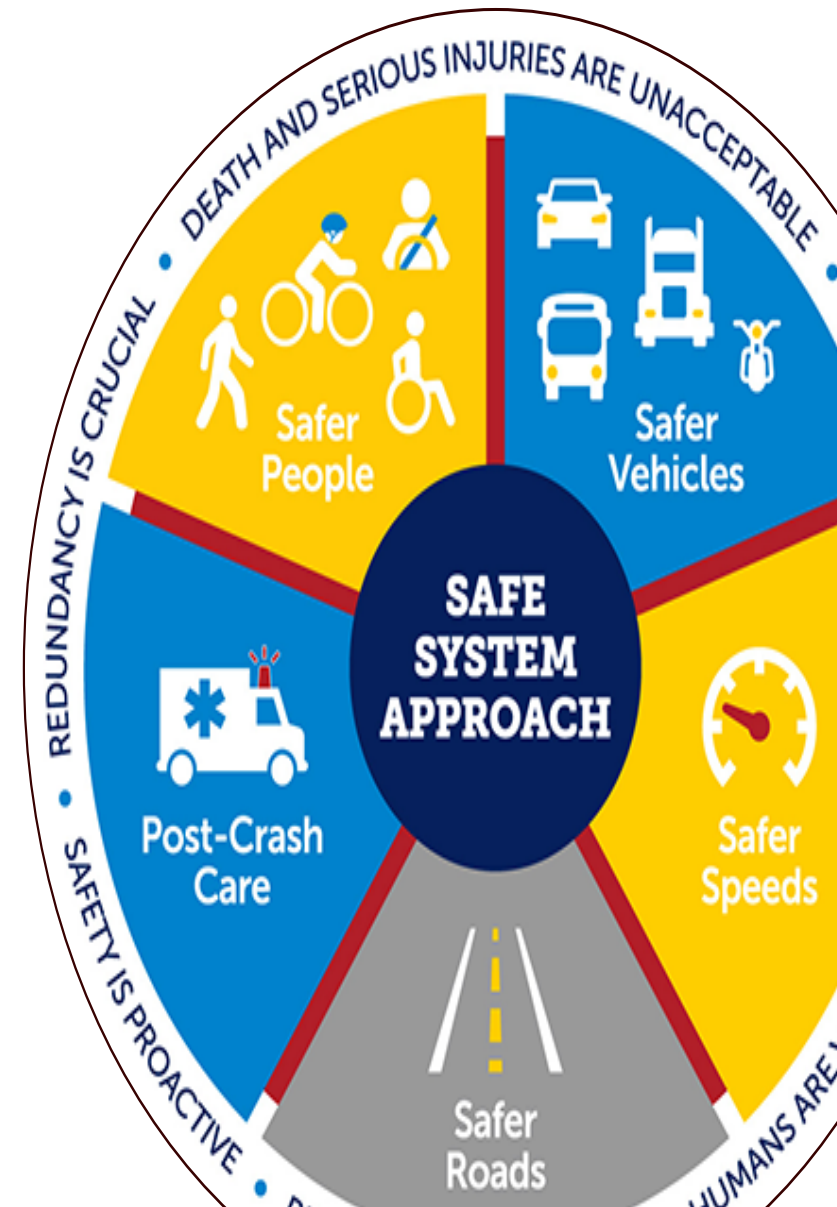 DEATH AND SERIOUS INJURIES ARE UNACCEPTABLE
REDUNDANCY IS CRUCIAL
SAFETY IS PROACTIVE
HUMANS ARE
Safer
People
Safer
Vehicles
SAFE
SYSTEM
APPROACH
Post-Crash
Care
Safer
Speeds
Safer
Roads